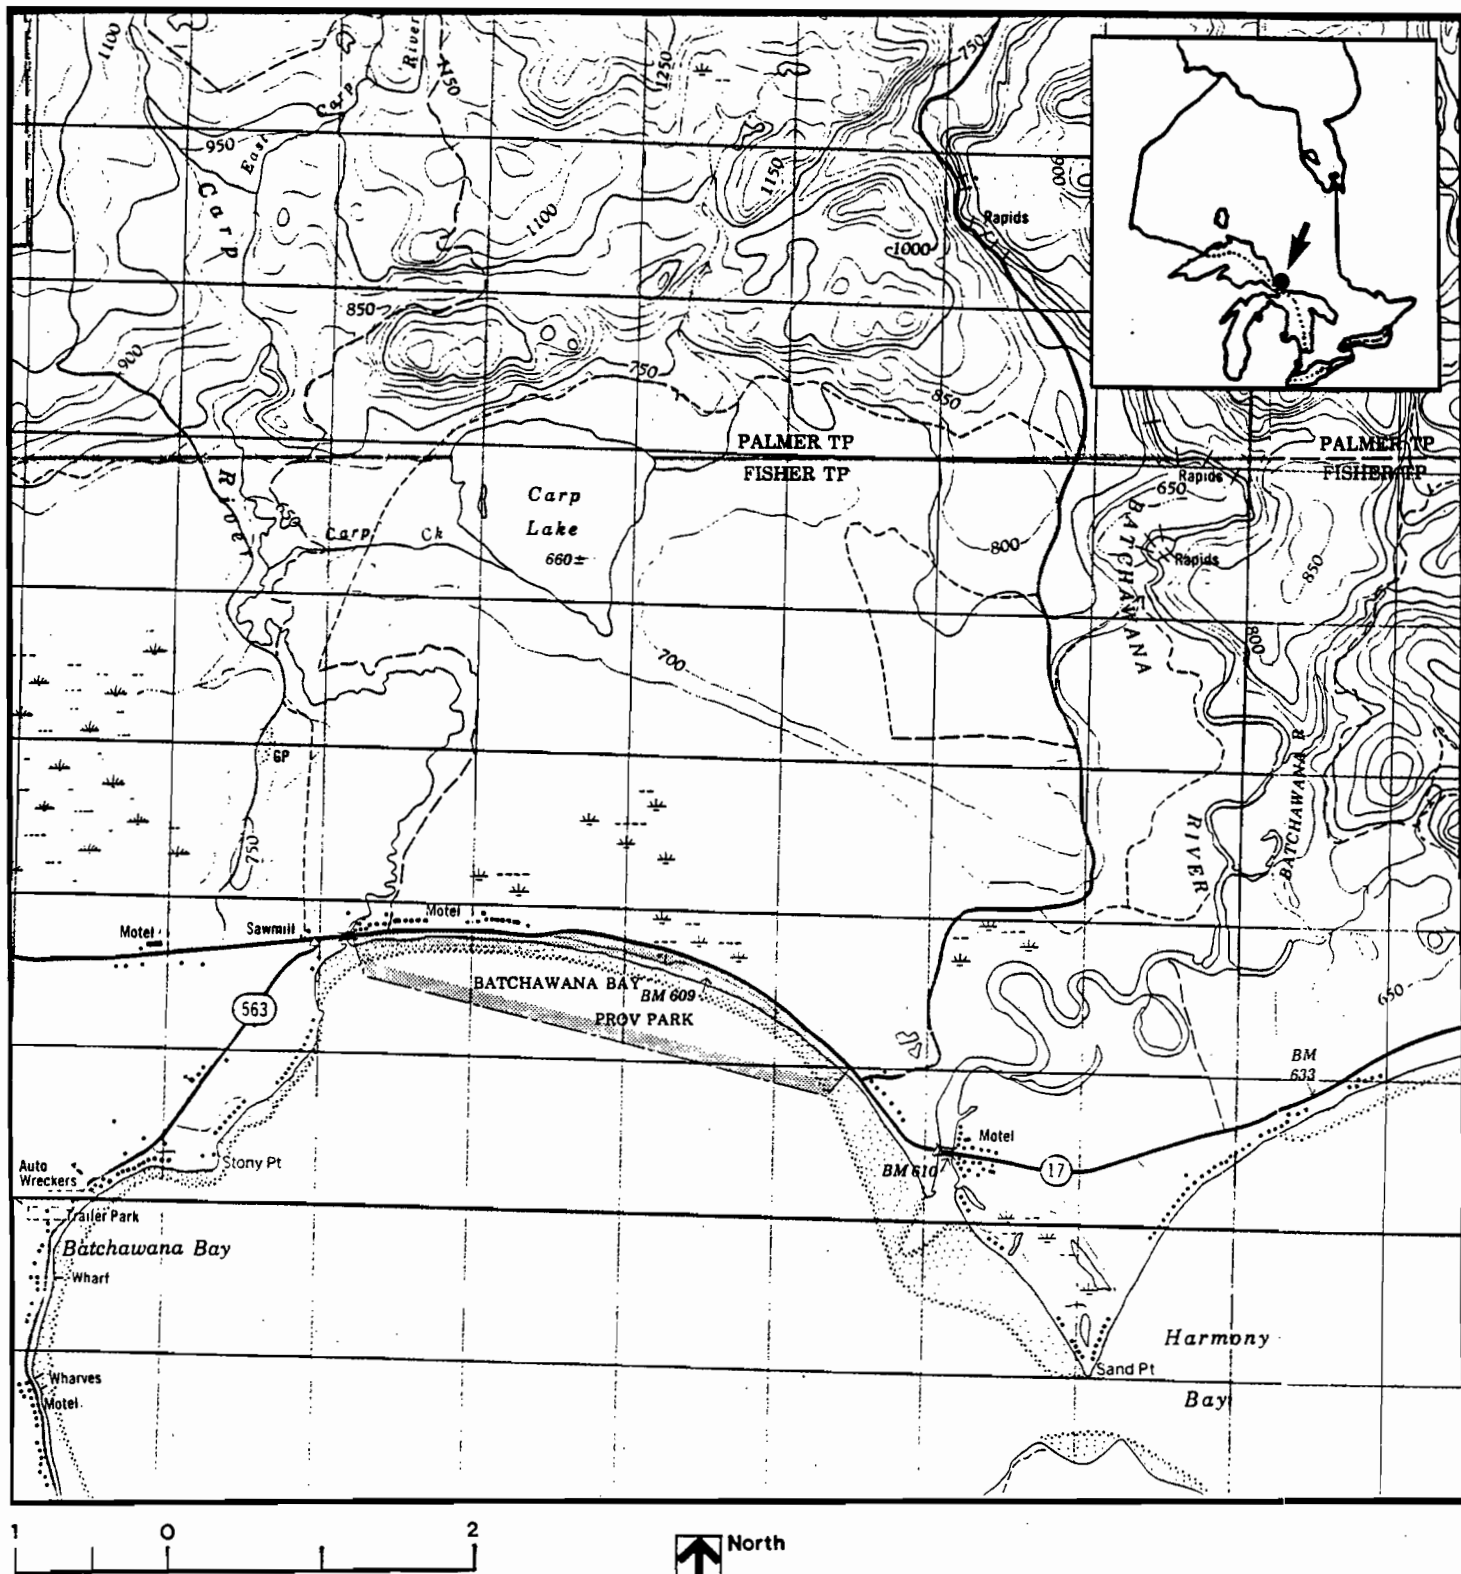 1100
River
1150
Carp
1250
750
950
East
Carp
1150
900
1100
Rapids
1000
850
900
750
850
PALMER TP
PALMER TP
FISHER TP
FISHER TP
River
Carp
Lake
660±
Carp Ck
650
Rapids
Rapids
800
850
BATCHAWANA
RIVER
800
700
GP
750
BATCHAWANA R
Motel
Sawmill
Motel
BATCHAWANA BAY
BM 609
PROV PARK
563
650
BM
633
Motel
Stony Pt
BM 610
17
Auto
Wreckers
Trailer Park
Batchawana Bay
Wharf
Harmony
Bay
Sand Pt
Wharves
Motel
1 0 2
North